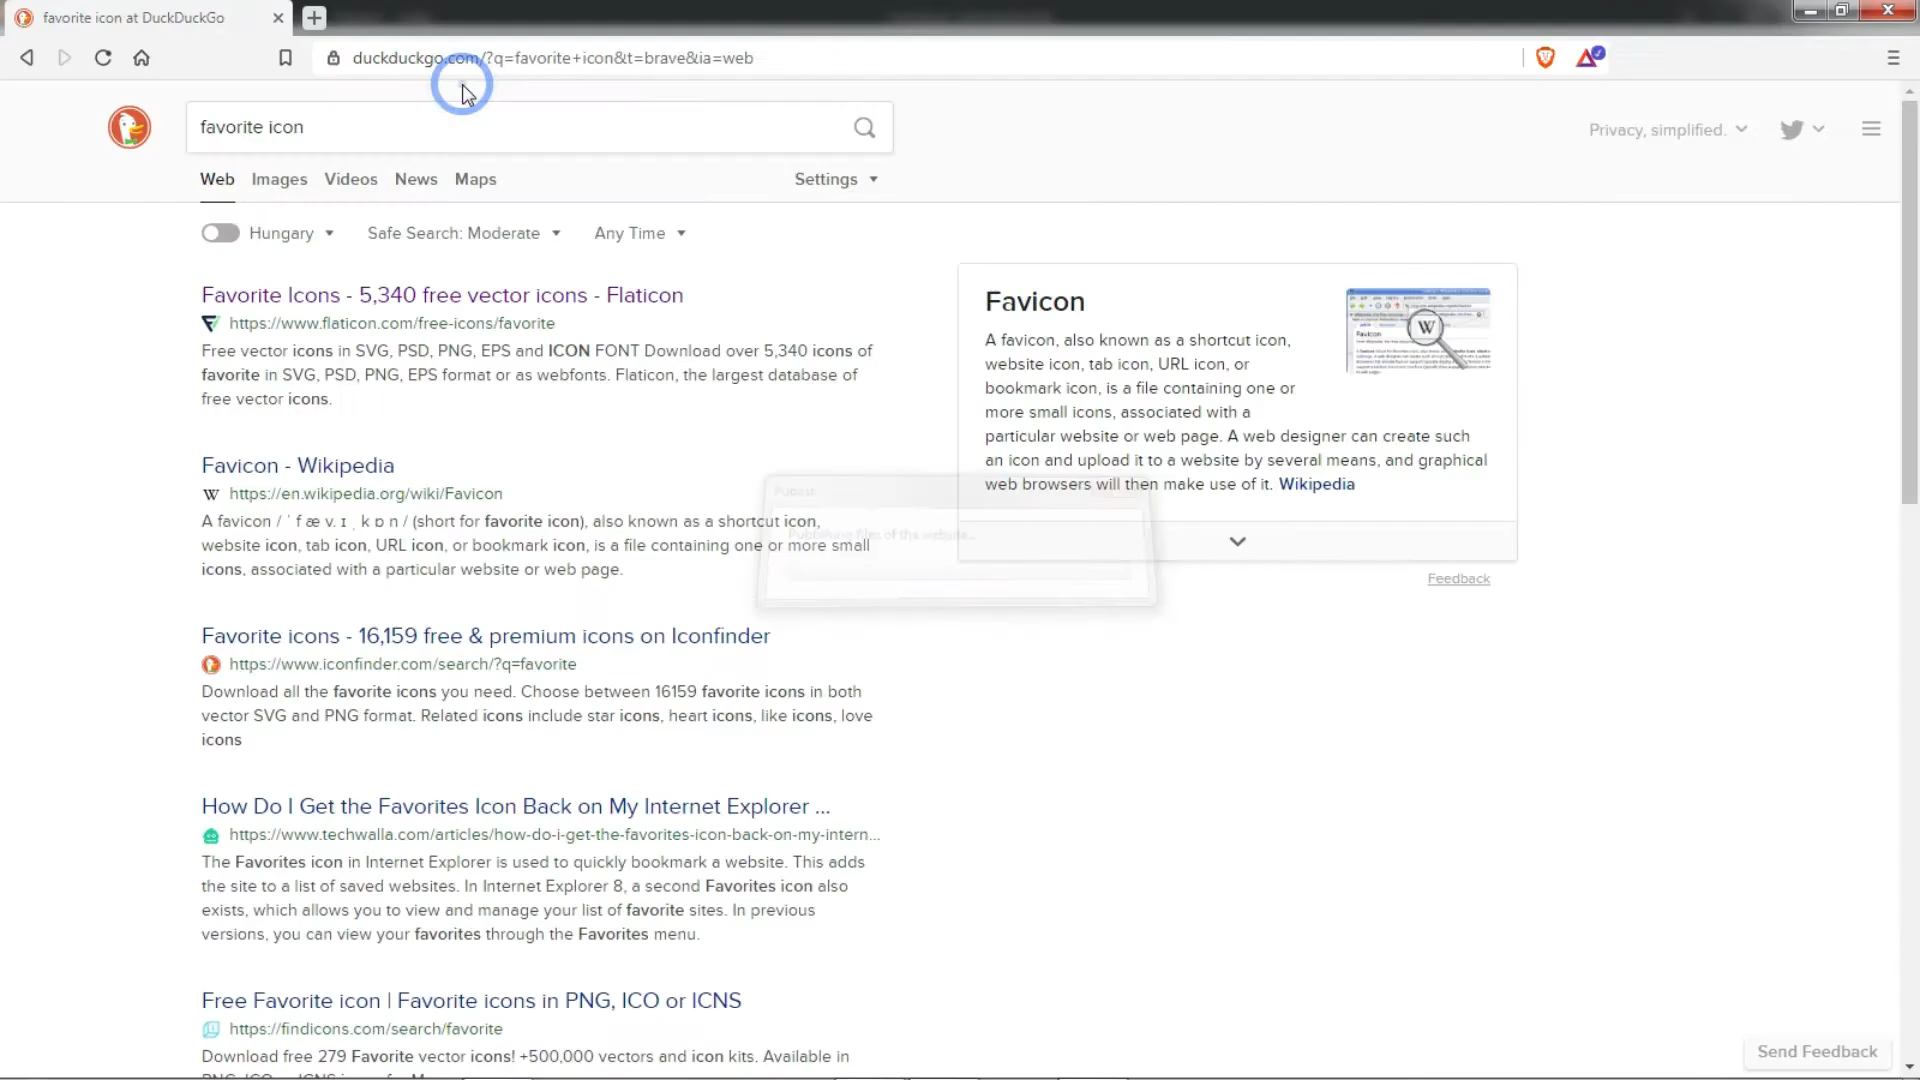 favorite icon at DuckDuckGo
duckduckgo.com/?q=favorite+icon&t=brave&ia=web
favorite icon
Privacy, simplified.
Web Images Videos News Maps Settings
Hungary Safe Search: Moderate Any Time
Favorite Icons - 5,340 free vector icons - Flaticon
https://www.flaticon.com/free-icons/favorite
Free vector icons in SVG, PSD, PNG, EPS and ICON FONT Download over 5,340 icons of
favorite in SVG, PSD, PNG, EPS format or as webfonts. Flaticon, the largest database of
free vector icons.
Favicon - Wikipedia
W https://en.wikipedia.org/wiki/Favicon
A favicon / ˈ f æ v. ɪ ˌ k ɒ n / (short for favorite icon), also known as a shortcut icon,
website icon, tab icon, URL icon, or bookmark icon, is a file containing one or more small
icons, associated with a particular website or web page.
Favorite icons - 16,159 free & premium icons on Iconfinder
https://www.iconfinder.com/search/?q=favorite
Download all the favorite icons you need. Choose between 16159 favorite icons in both
vector SVG and PNG format. Related icons include star icons, heart icons, like icons, love
icons
How Do I Get the Favorites Icon Back on My Internet Explorer ...
https://www.techwalla.com/articles/how-do-i-get-the-favorites-icon-back-on-my-intern...
The Favorites icon in Internet Explorer is used to quickly bookmark a website. This adds
the site to a list of saved websites. In Internet Explorer 8, a second Favorites icon also
exists, which allows you to view and manage your list of favorite sites. In previous
versions, you can view your favorites through the Favorites menu.
Free Favorite icon | Favorite icons in PNG, ICO or ICNS
https://findicons.com/search/favorite
Download free 279 Favorite vector icons! +500,000 vectors and icon kits. Available in
Favicon
A favicon, also known as a shortcut icon,
website icon, tab icon, URL icon, or
bookmark icon, is a file containing one or
more small icons, associated with a
particular website or web page. A web designer can create such
an icon and upload it to a website by several means, and graphical
web browsers will then make use of it. Wikipedia
W
Feedback
Publish
Publishing files of the website...
Send Feedback